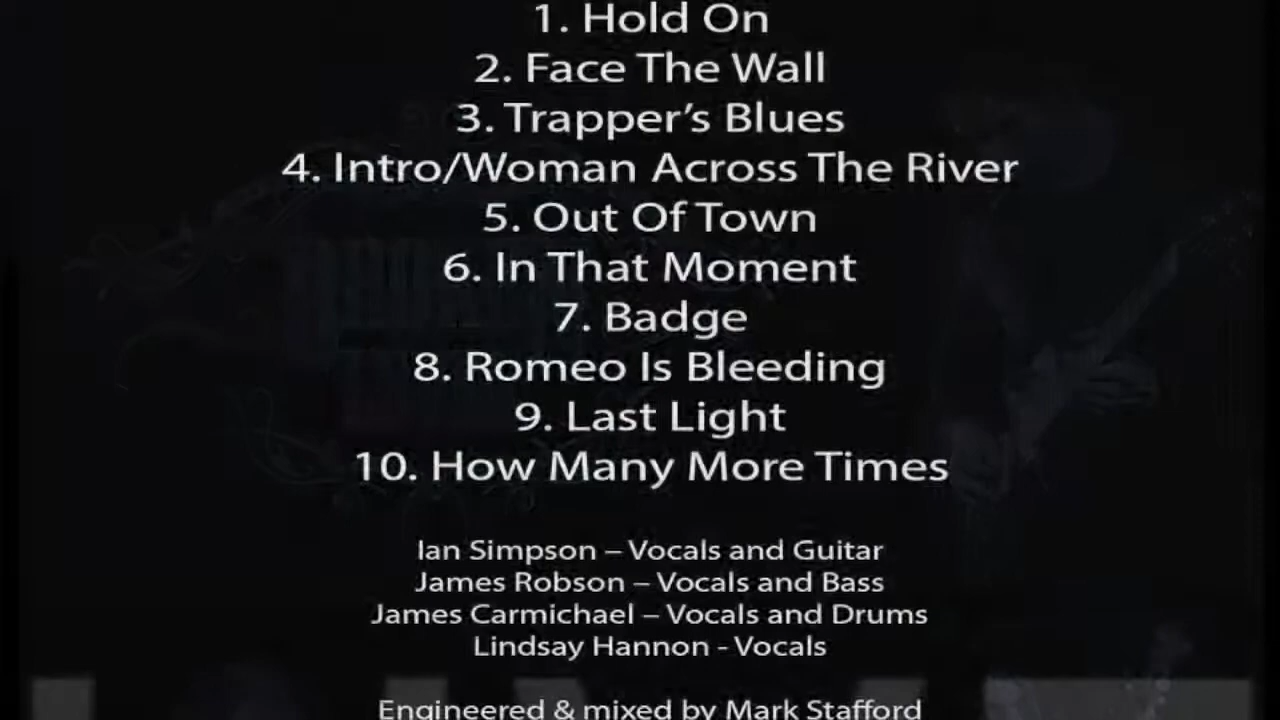 1. Hold On
2. Face The Wall
3. Trapper’s Blues
4. Intro/Woman Across The River
5. Out Of Town
6. In That Moment
7. Badge
8. Romeo Is Bleeding
9. Last Light
10. How Many More Times
Ian Simpson – Vocals and Guitar
James Robson – Vocals and Bass
James Carmichael – Vocals and Drums
Lindsay Hannon - Vocals
Engineered & mixed by Mark Stafford